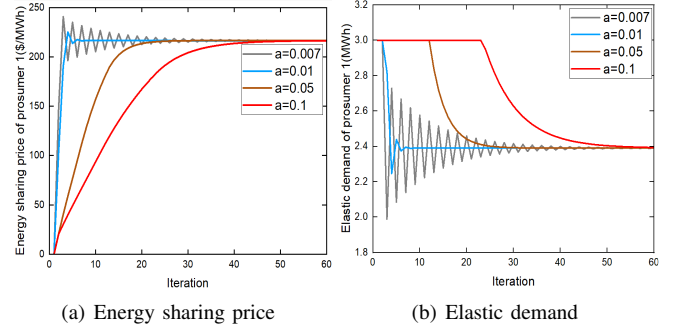 Energy sharing price of prosumer 1($/MWh)
250
200
150
100
50
0
0 10 20 30 40 50 60
Iteration
a=0.007
a=0.01
a=0.05
a=0.1
(a) Energy sharing price
Elastic demand of prosumer 1(MWh)
3.2
3.0
2.8
2.6
2.4
2.2
2.0
1.8
0 10 20 30 40 50 60
Iteration
a=0.007
a=0.01
a=0.05
a=0.1
(b) Elastic demand